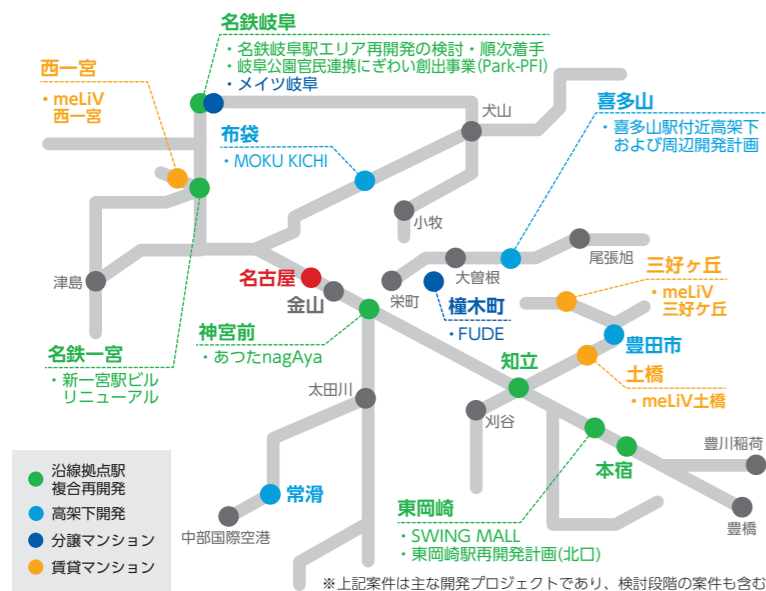 名鉄岐阜
・名鉄岐阜駅エリア再開発の検討・順次着手
・岐阜公園官民連携にぎわい創出事業(Park-PFI)
・メイツ岐阜
西一宮
・meLiV
西一宮
布袋
・MOKU KICHI
犬山
喜多山
・喜多山駅付近高架下
および周辺開発計画
小牧
尾張旭
大曽根
栄町
津島
名古屋
金山
橦木町
・FUDE
三好ヶ丘
・meLiV
三好ケ丘
豊田市
神宮前
・あつたnagAya
名鉄一宮
・新一宮駅ビル
リニューアル
知立
土橋
・meLiV土橋
太田川
刈谷
豊川稲荷
本宿
豊橋
常滑
中部国際空港
東岡崎
・SWING MALL
・東岡崎駅再開発計画(北口)
沿線拠点駅
複合再開発
高架下開発
分譲マンション
賃貸マンション
※上記案件は主な開発プロジェクトであり、検討段階の案件も含む